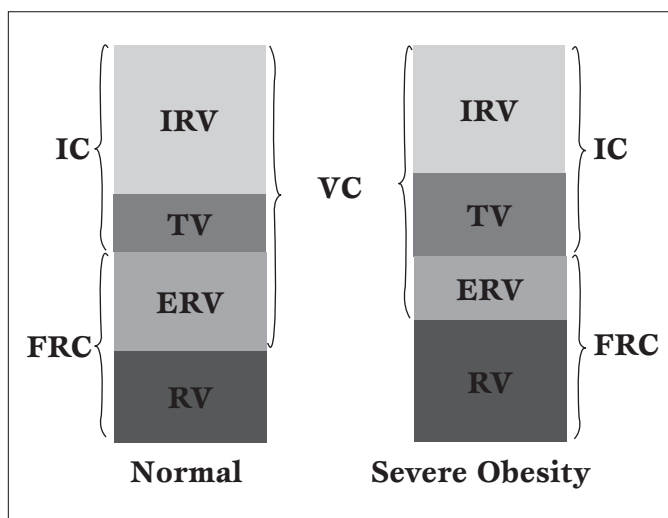 IRV
IC
TV
ERV
FRC
RV
Normal
VC
IRV
IC
TV
ERV
FRC
RV
Severe Obesity